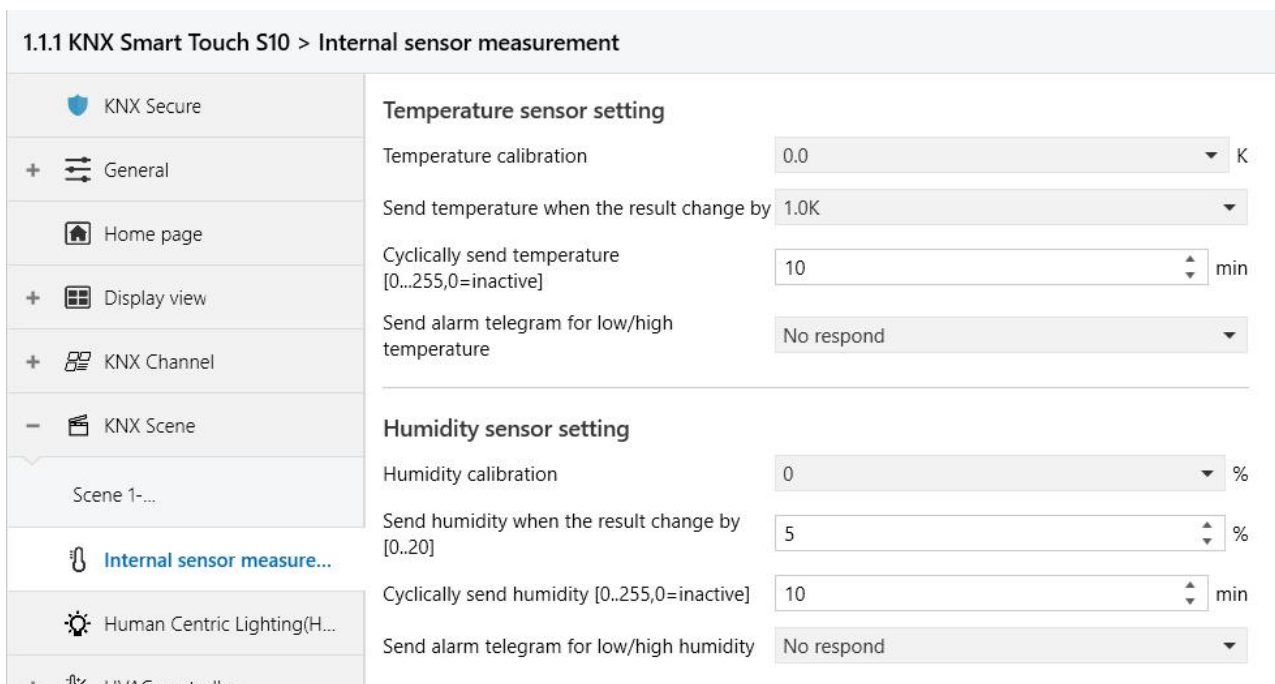 1.1.1 KNX Smart Touch S10 > Internal sensor measurement
KNX Secure
General
Home page
Display view
KNX Channel
KNX Scene
Scene 1-...
Internal sensor measure...
Human Centric Lighting(H...
Temperature sensor setting
Temperature calibration
0.0
K
Send temperature when the result change by
1.0K
Cyclically send temperature
[0...255,0=inactive]
10
min
Send alarm telegram for low/high
temperature
No respond
Humidity sensor setting
Humidity calibration
0
%
Send humidity when the result change by
[0..20]
5
%
Cyclically send humidity [0..255,0=inactive]
10
min
Send alarm telegram for low/high humidity
No respond